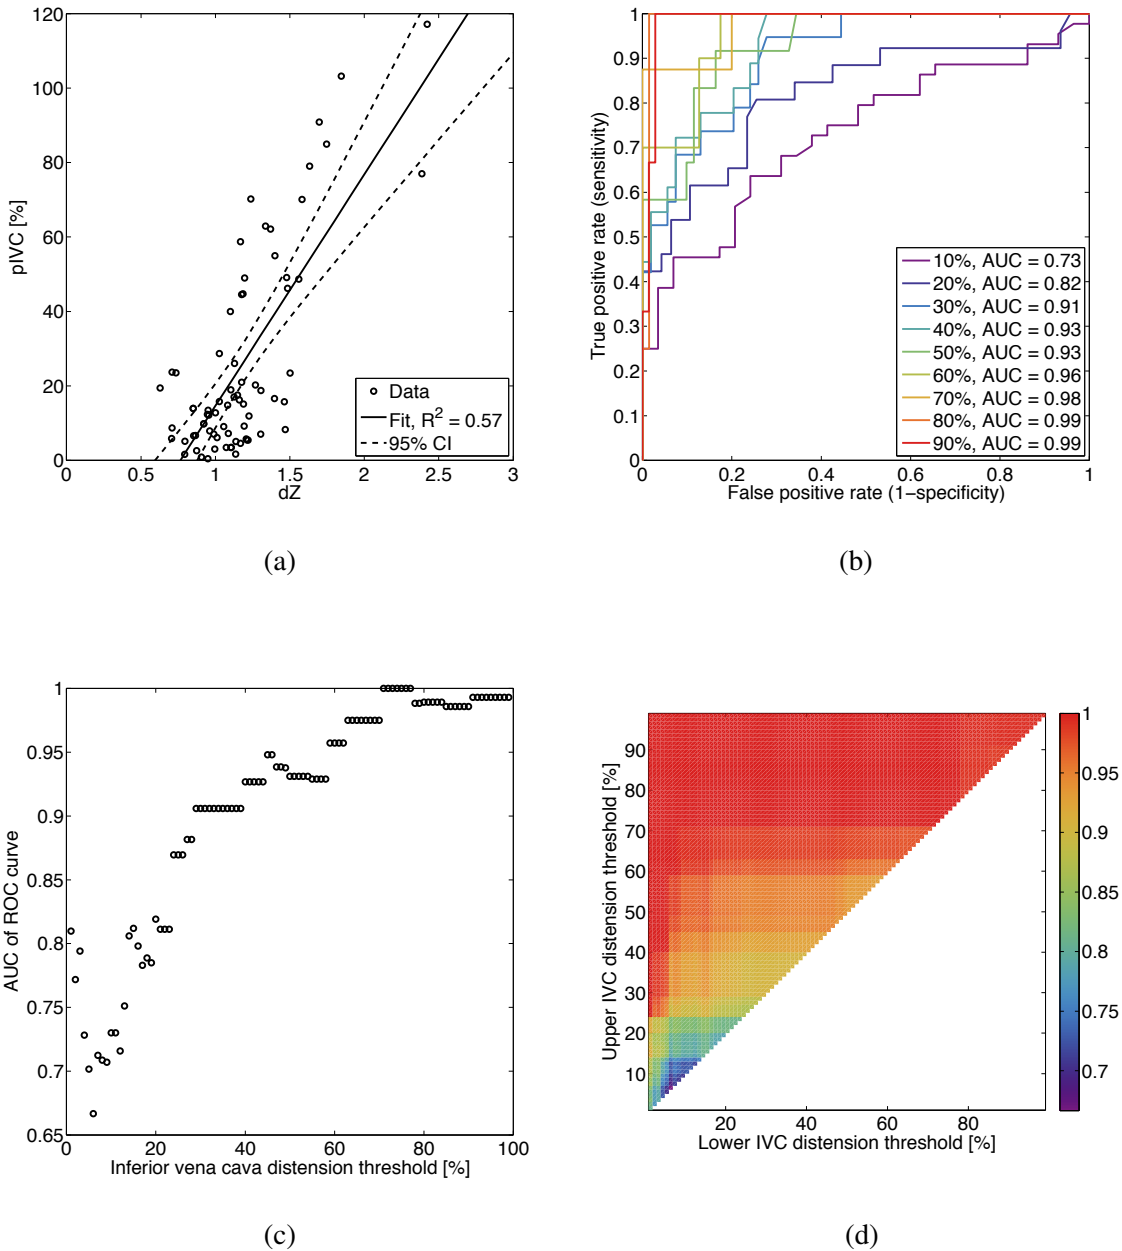 120
100
80
60
40
20
0
pIVC [%]
Data
Fit, R² = 0.57
95% CI
0 0.5 1 1.5 2 2.5 3
dZ
(a)
1
0.9
0.8
0.7
0.6
0.5
0.4
0.3
0.2
0.1
0
True positive rate (sensitivity)
10%, AUC = 0.73
20%, AUC = 0.82
30%, AUC = 0.91
40%, AUC = 0.93
50%, AUC = 0.93
60%, AUC = 0.96
70%, AUC = 0.98
80%, AUC = 0.99
90%, AUC = 0.99
0 0.2 0.4 0.6 0.8 1
False positive rate (1−specificity)
(b)
1
0.95
0.9
0.85
0.8
0.75
0.7
0.65
AUC of ROC curve
0 20 40 60 80 100
Inferior vena cava distension threshold [%]
(c)
90
80
70
60
50
40
30
20
10
Upper IVC distension threshold [%]
20 40 60 80
Lower IVC distension threshold [%]
1
0.95
0.9
0.85
0.8
0.75
0.7
(d)